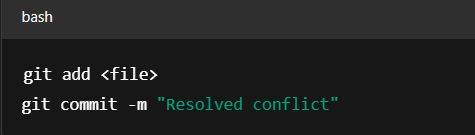 bash
git add <file>
git commit -m "Resolved conflict"